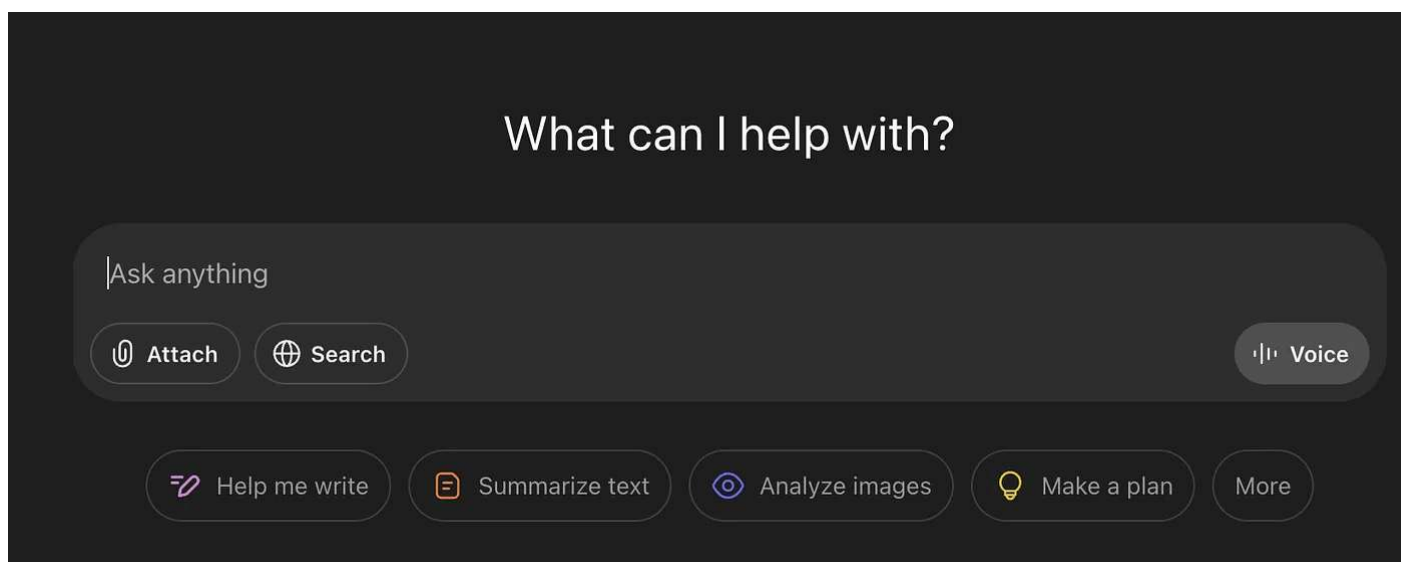 What can I help with?
Ask anything
Attach Search Voice
Help me write Summarize text Analyze images Make a plan More